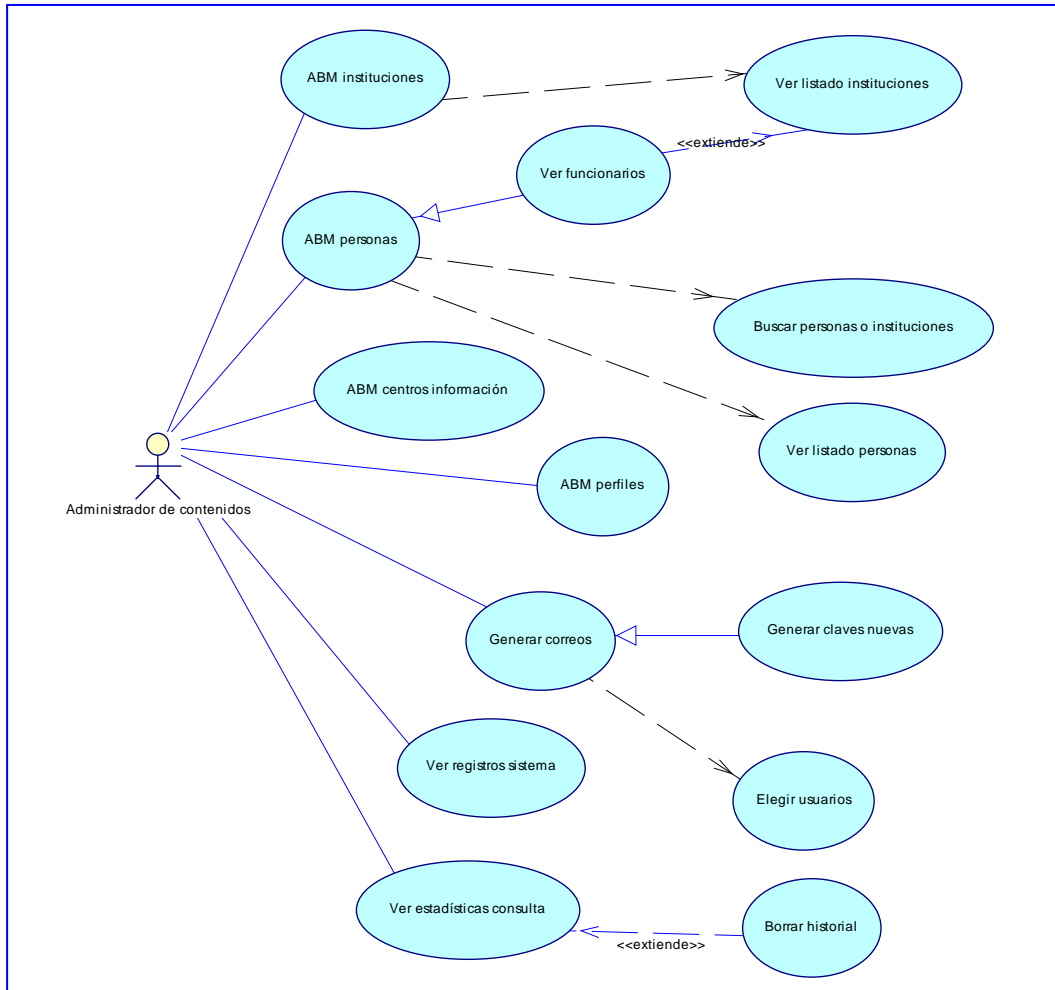 ABM instituciones
Ver listado instituciones
<<extiende>>
Ver funcionarios
ABM personas
Buscar personas o instituciones
ABM centros información
Ver listado personas
ABM perfiles
Administrador de contenidos
Generar correos
Generar claves nuevas
Ver registros sistema
Elegir usuarios
Ver estadísticas consulta
Borrar historial
<<extiende>>